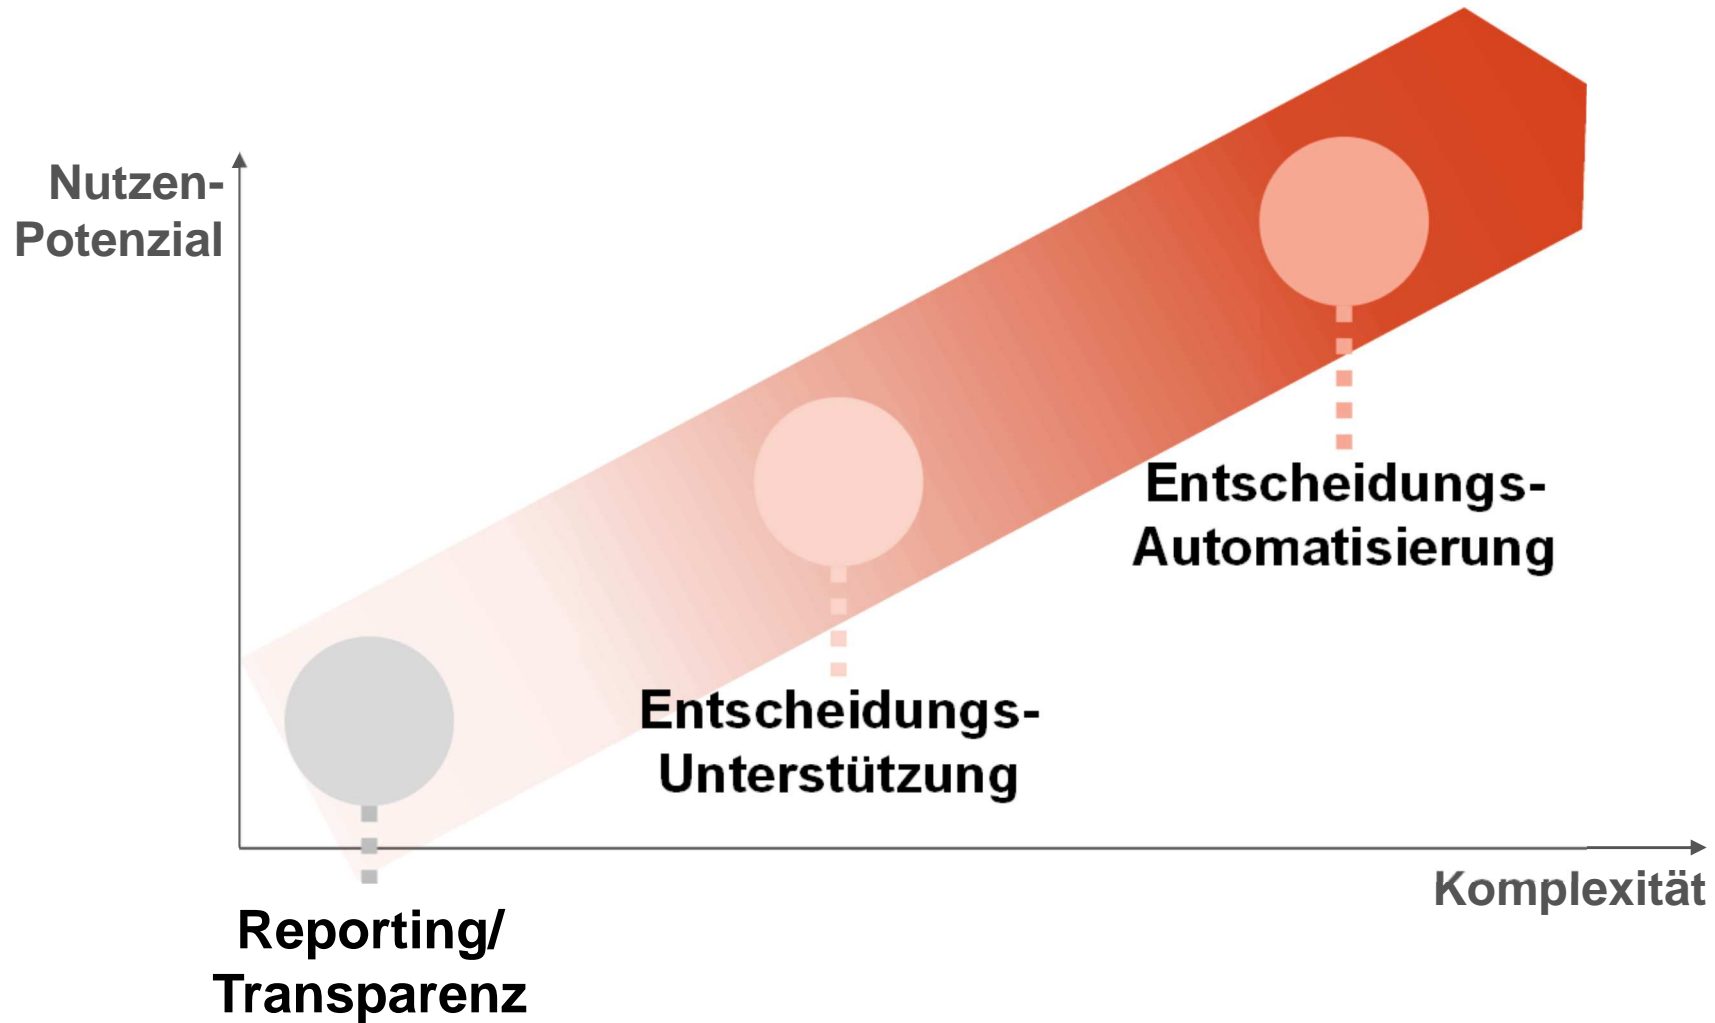 Nutzen-
Potenzial
Entscheidungs-
Automatisierung
Entscheidungs-
Unterstützung
Komplexität
Reporting/
Transparenz